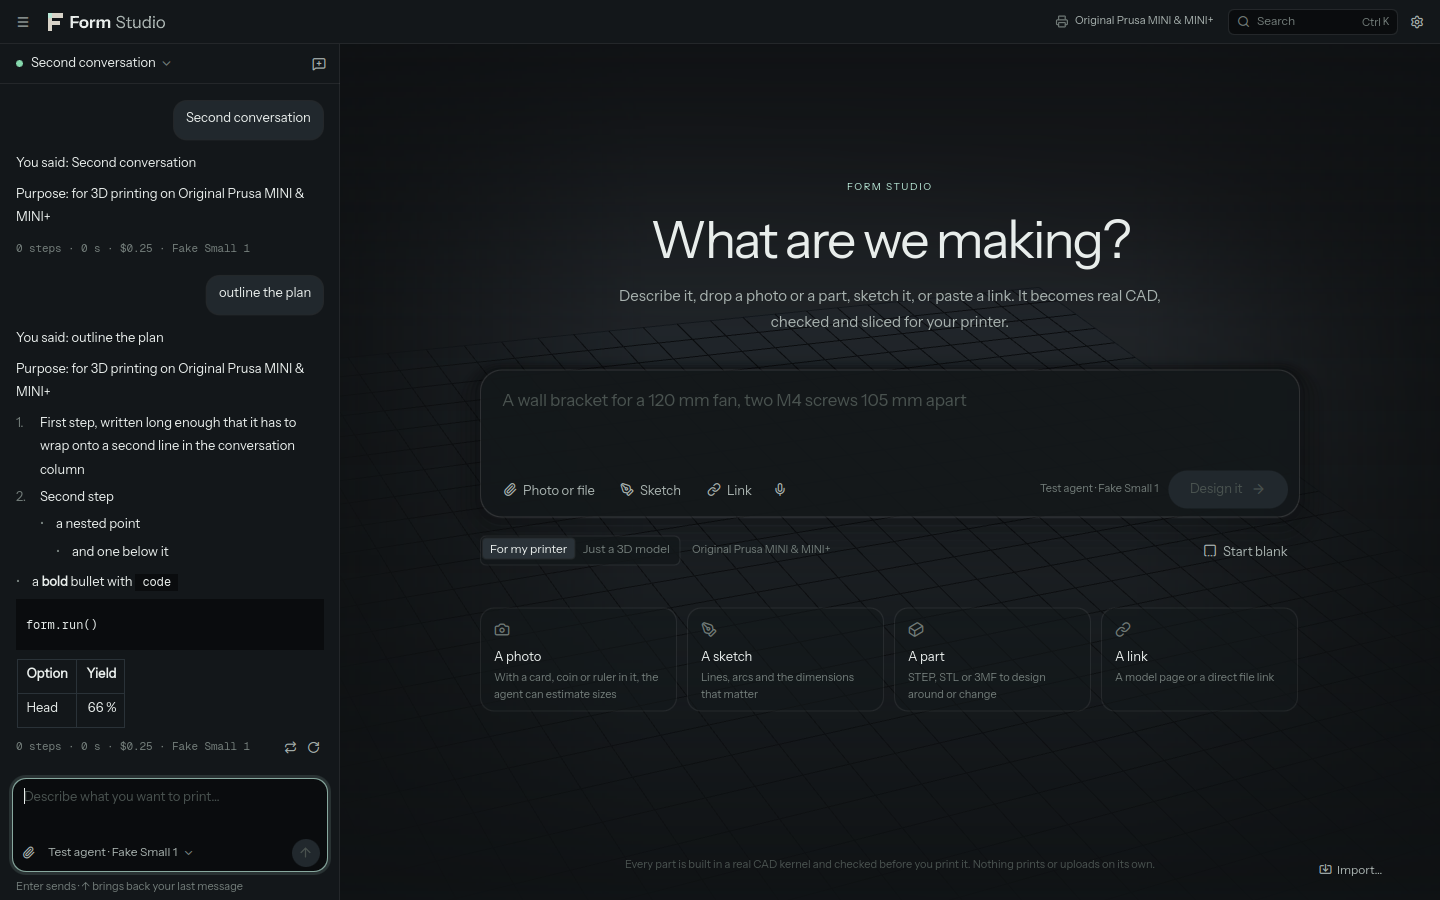 Form Studio
Original Prusa MINI & MINI+
Search
Ctrl K
Second conversation
Second conversation
You said: Second conversation
Purpose: for 3D printing on Original Prusa MINI &
MINI+
0 steps · 0 s · $0.25 · Fake Small 1
outline the plan
You said: outline the plan
Purpose: for 3D printing on Original Prusa MINI &
MINI+
1. First step, written long enough that it has to
wrap onto a second line in the conversation
column
2. Second step
· a nested point
· and one below it
· a bold bullet with code
form.run()
Option Yield
Head 66 %
0 steps · 0 s · $0.25 · Fake Small 1
Describe what you want to print...
Test agent · Fake Small 1
Enter sends · ↑ brings back your last message
FORM STUDIO
What are we making?
Describe it, drop a photo or a part, sketch it, or paste a link. It becomes real CAD,
checked and sliced for your printer.
A wall bracket for a 120 mm fan, two M4 screws 105 mm apart
Photo or file
Sketch
Link
Test agent · Fake Small 1
Design it
For my printer
Just a 3D model
Original Prusa MINI & MINI+
Start blank
A photo
With a card, coin or ruler in it, the
agent can estimate sizes
A sketch
Lines, arcs and the dimensions
that matter
A part
STEP, STL or 3MF to design
around or change
A link
A model page or a direct file link
Every part is built in a real CAD kernel and checked before you print it. Nothing prints or uploads on its own.
Import...